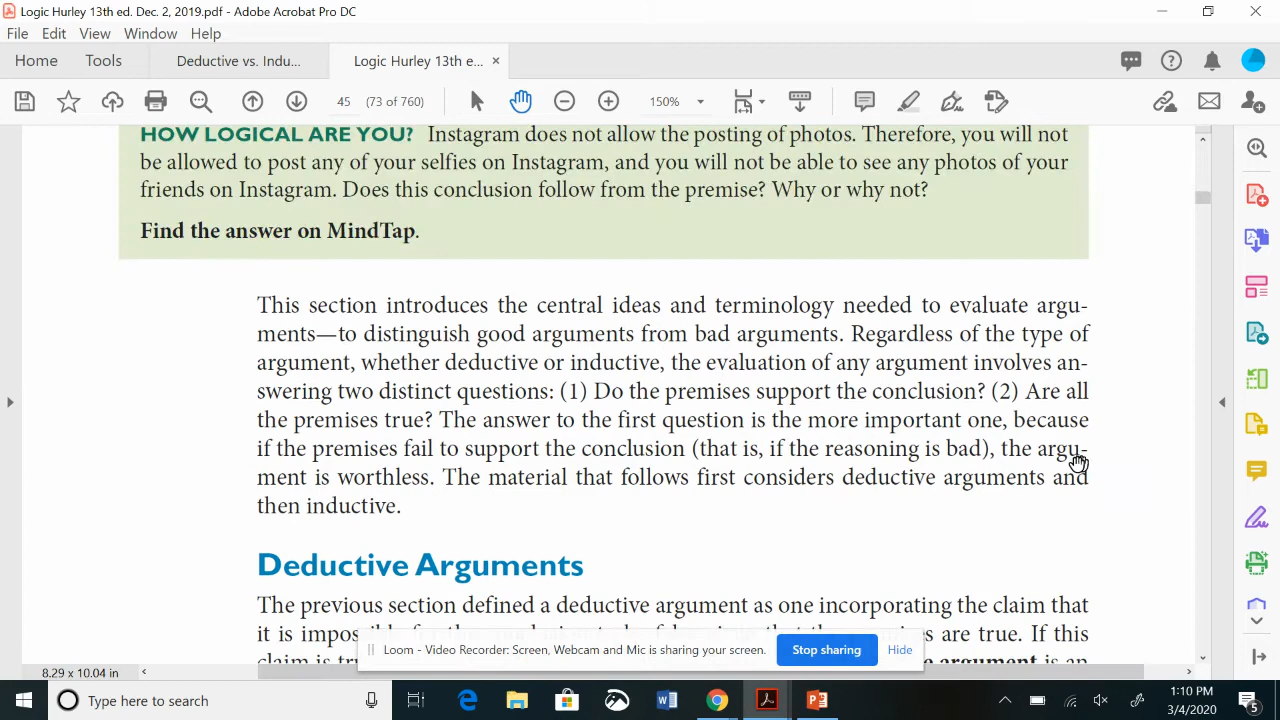 Logic Hurley 13th ed. Dec. 2, 2019.pdf - Adobe Acrobat Pro DC
File Edit View Window Help
Home Tools Deductive vs. Indu... Logic Hurley 13th e... ×
45 (73 of 760) 150%
HOW LOGICAL ARE YOU? Instagram does not allow the posting of photos. Therefore, you will not
be allowed to post any of your selfies on Instagram, and you will not be able to see any photos of your
friends on Instagram. Does this conclusion follow from the premise? Why or why not?
Find the answer on MindTap.
This section introduces the central ideas and terminology needed to evaluate argu-
ments—to distinguish good arguments from bad arguments. Regardless of the type of
argument, whether deductive or inductive, the evaluation of any argument involves an-
swering two distinct questions: (1) Do the premises support the conclusion? (2) Are all
the premises true? The answer to the first question is the more important one, because
if the premises fail to support the conclusion (that is, if the reasoning is bad), the argu-
ment is worthless. The material that follows first considers deductive arguments and
then inductive.
Deductive Arguments
The previous section defined a deductive argument as one incorporating the claim that
it is are true. If this
claim is argument is an
Loom - Video Recorder: Screen, Webcam and Mic is sharing your screen. Stop sharing Hide
8.29 x 10.04 in
Type here to search
1:10 PM
3/4/2020
5